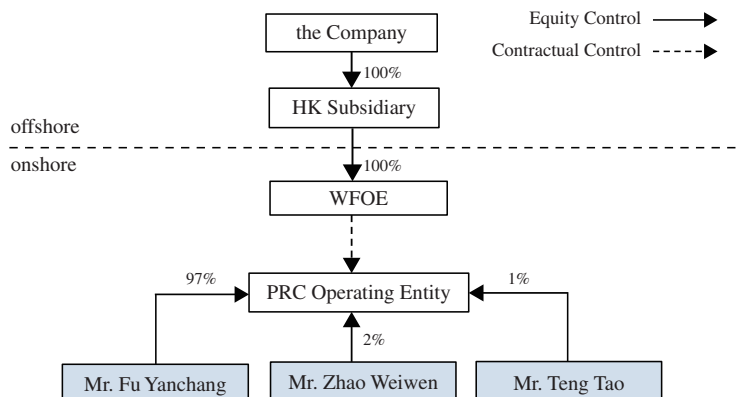 the Company
Equity Control
Contractual Control
100%
HK Subsidiary
offshore
onshore
100%
WFOE
97%
PRC Operating Entity
1%
2%
Mr. Fu Yanchang
Mr. Zhao Weiwen
Mr. Teng Tao